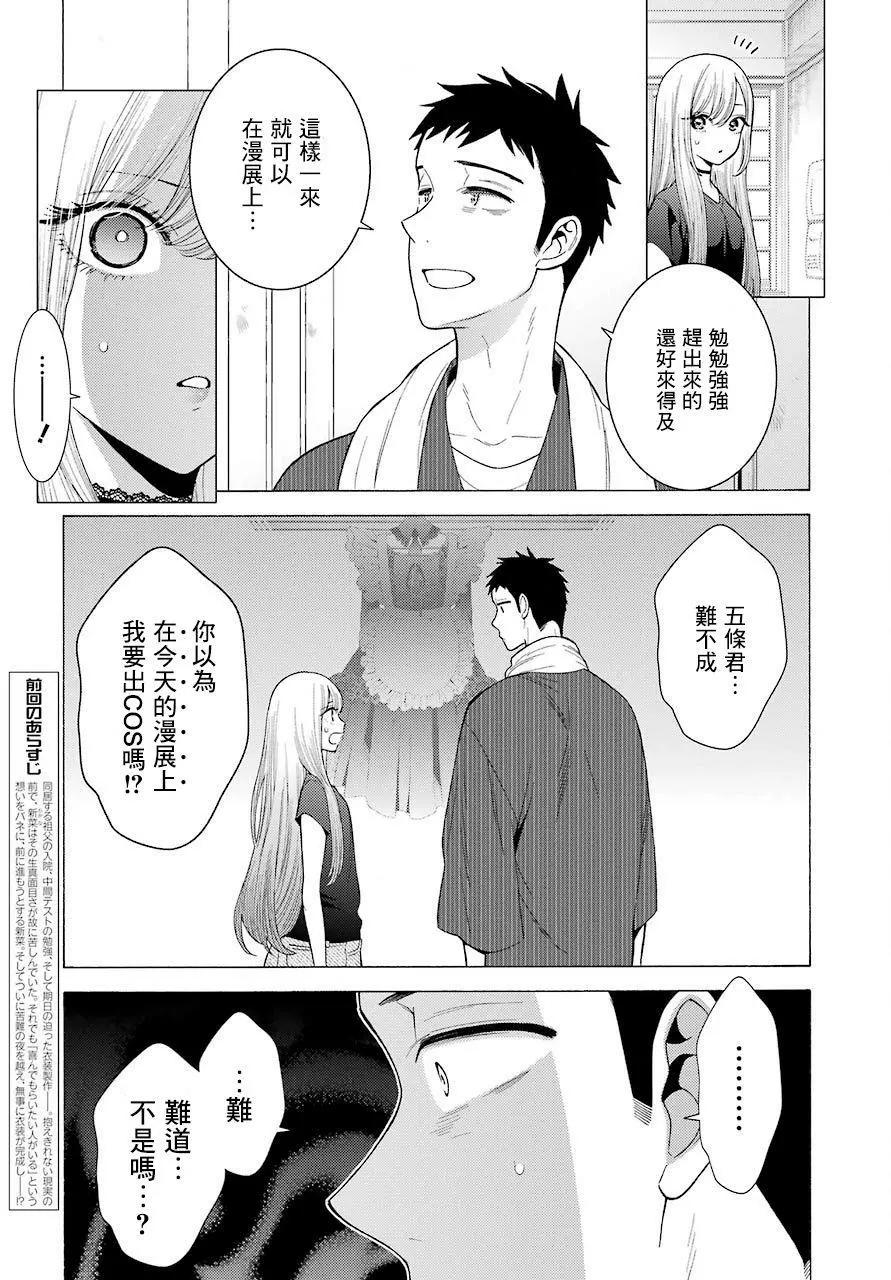 勉勉強強
趕出來的
還好來得及
這樣一來
就可以
在漫展上…
…——！
五條君…
難不成
你以為
在今天的漫展上
我要出COS嗎!?
………
…難
難道…
不是嗎…？
前回のあらすじ
同居する祖父の入院、中間テストの勉強、そして期日の迫った衣装製作——。抱えきれない現実の
前で、新菜はその生真面目さが故に苦しんでいた。それでも「喜んでもらいたい人がいる」という
想いをバネに、前に進もうとする新菜。そしてついに苦難の夜を越え、無事に衣装が完成し——!?